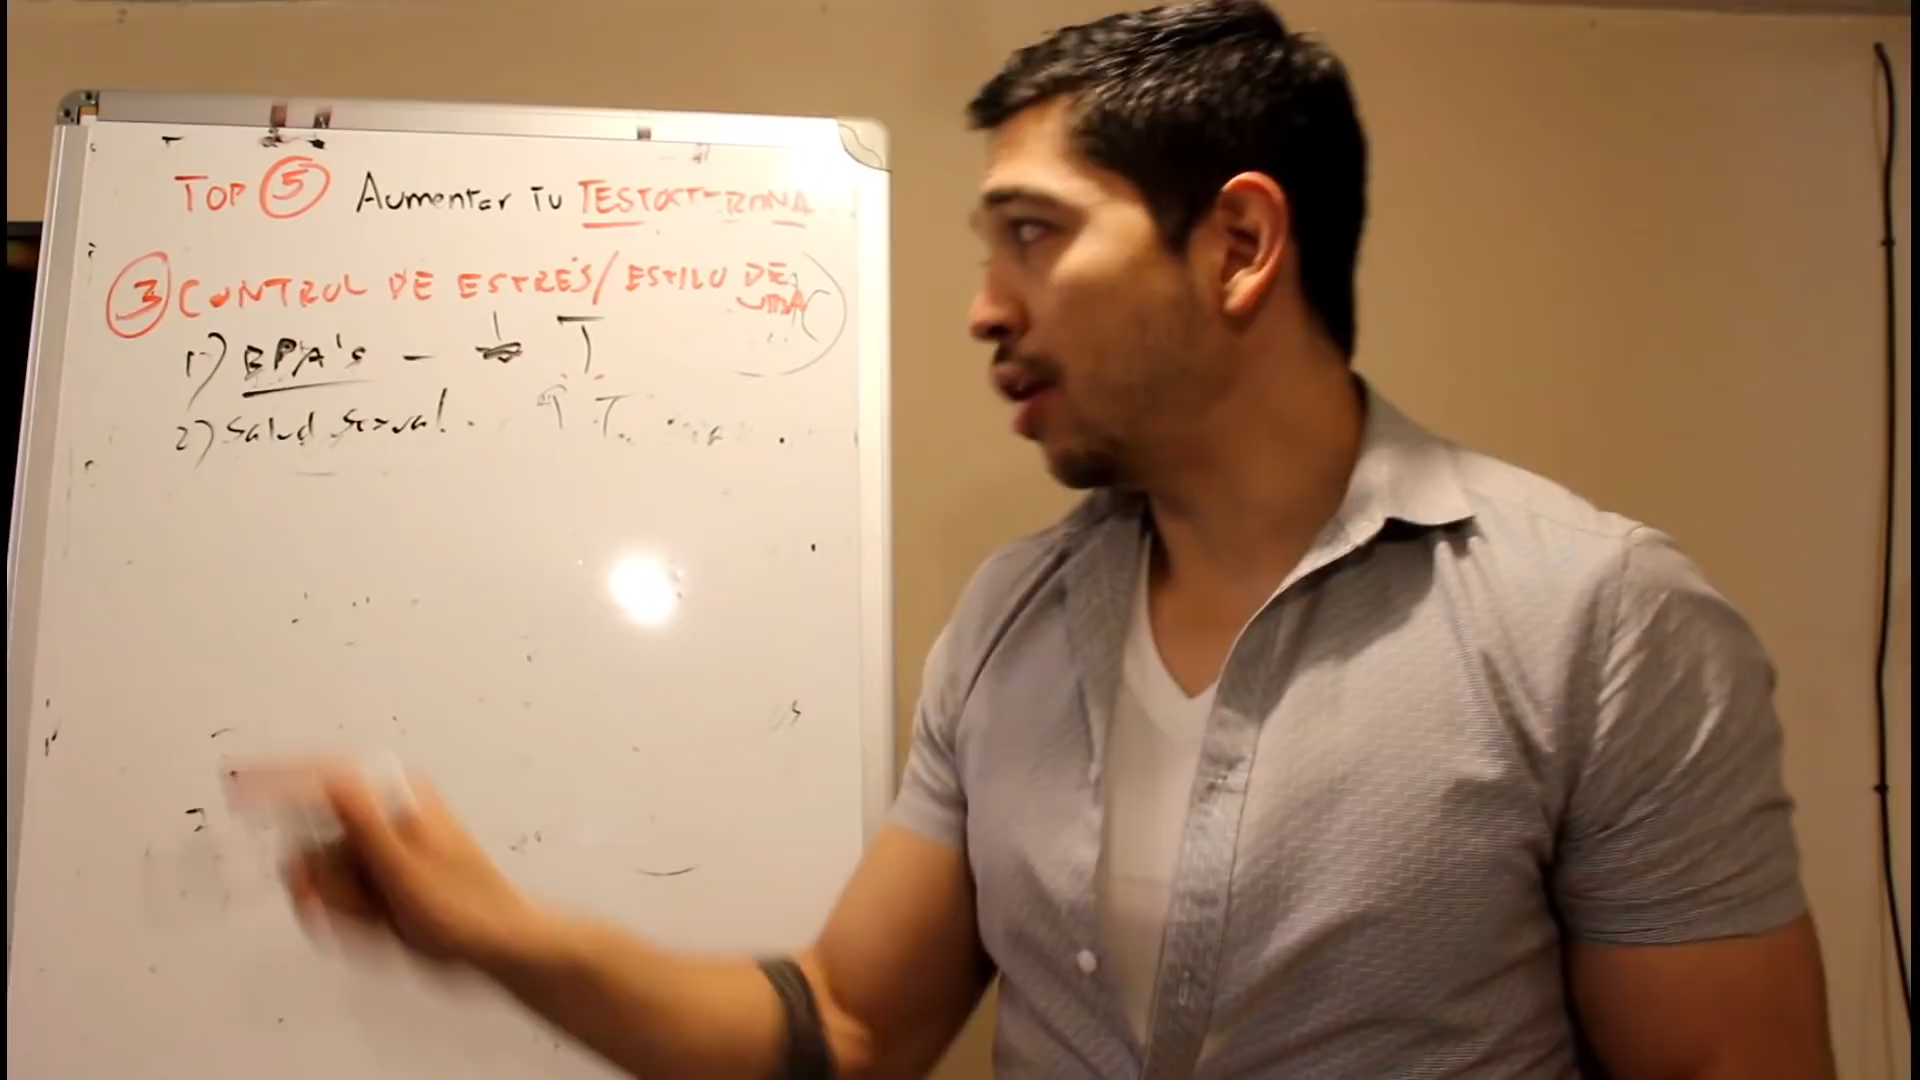 TOP 5 Aumentar TU TESTOSTERONA
3 CONTROL DE ESTRÉS/ESTILO DE VIDA
1) BPA's - ↓ T
2) Salud Sexual. ↑ T.